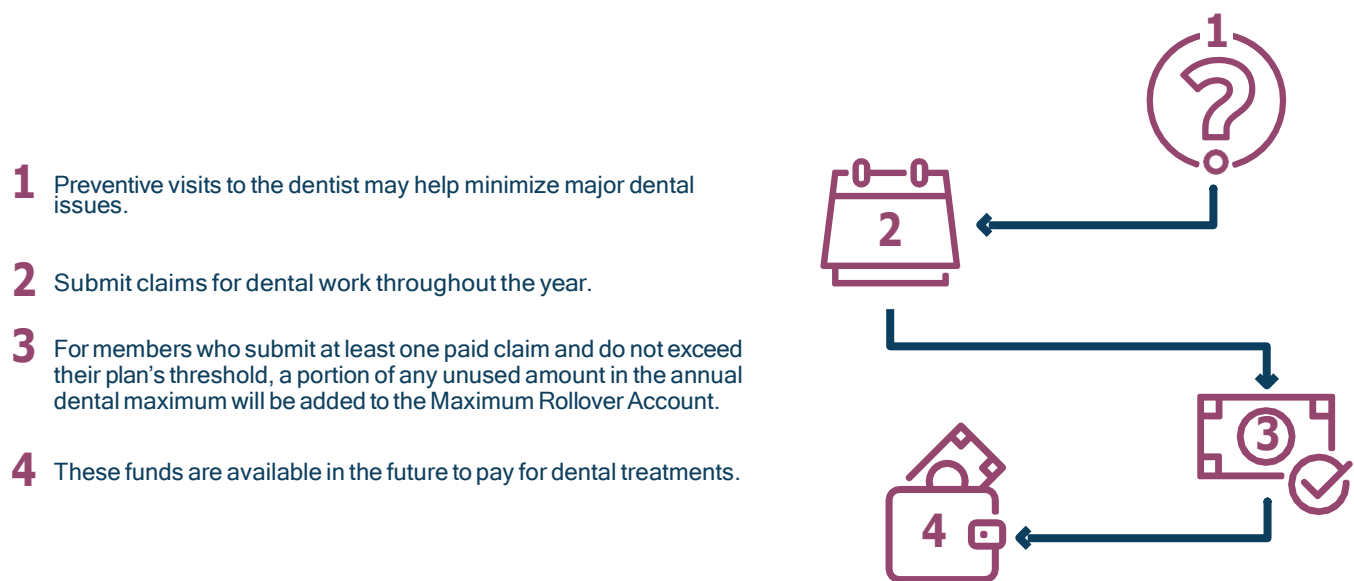 1 Preventive visits to the dentist may help minimize major dental
issues.
2 Submit claims for dental work throughout the year.
3 For members who submit at least one paid claim and do not exceed
their plan's threshold, a portion of any unused amount in the annual
dental maximum will be added to the Maximum Rollover Account.
4 These funds are available in the future to pay for dental treatments.
1
?
2
3
4